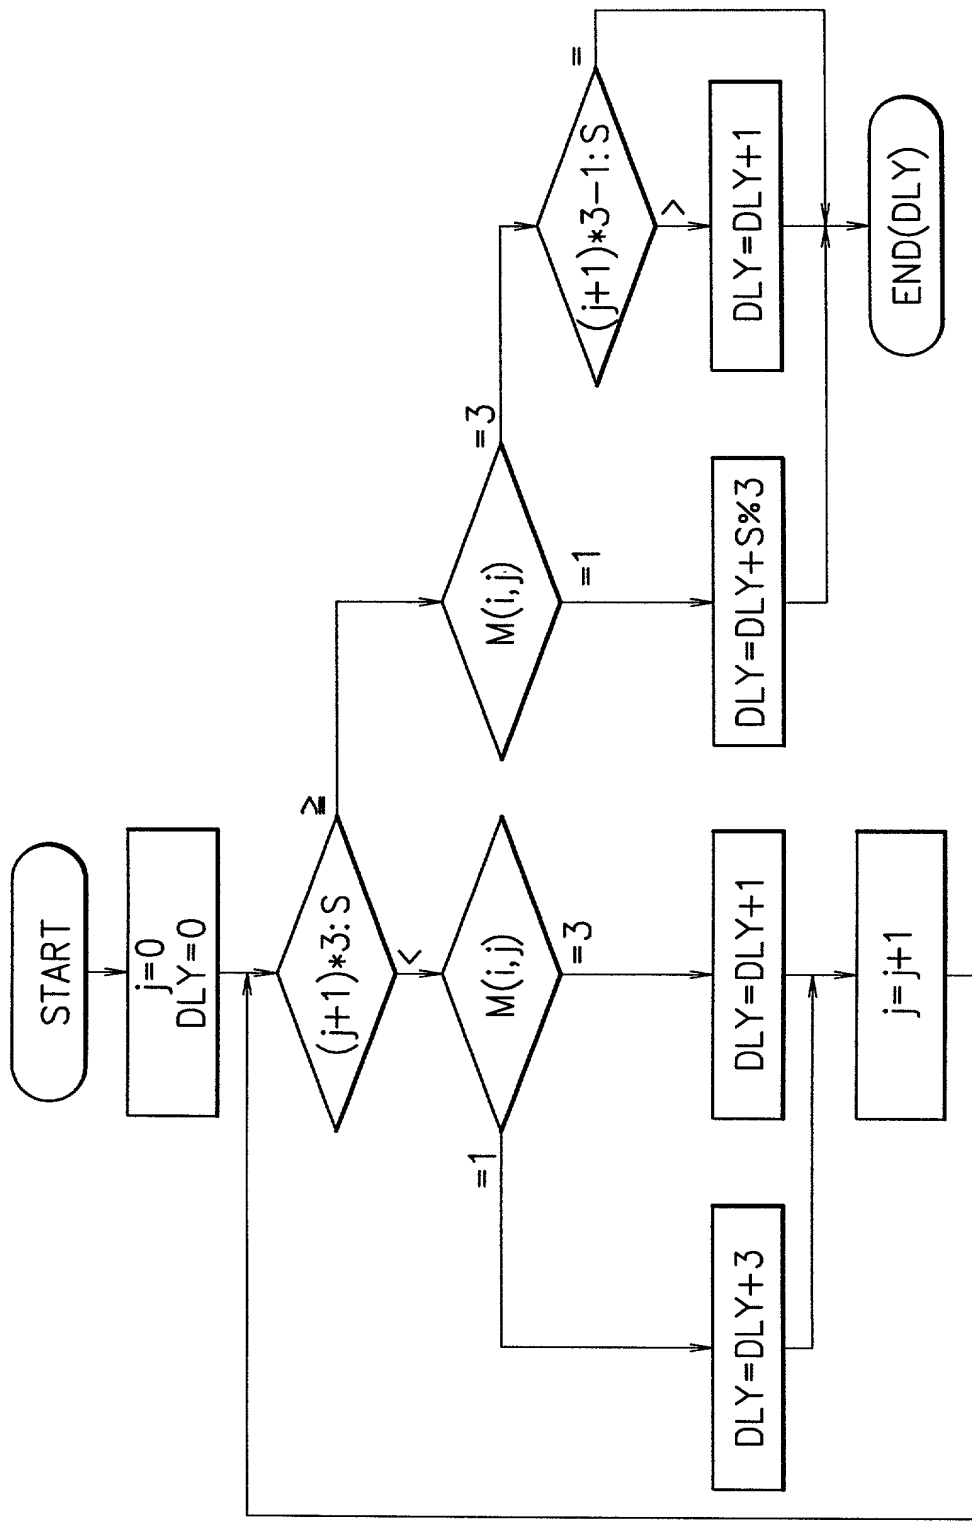 START
j=0
DLY=0
(j+1)*3:S
≧
<
M(i,j)
=1
=3
M(i,j)
=3
=1
(j+1)*3-1:S
=
>
DLY=DLY+3
DLY=DLY+1
DLY=DLY+S%3
DLY=DLY+1
j=j+1
END(DLY)